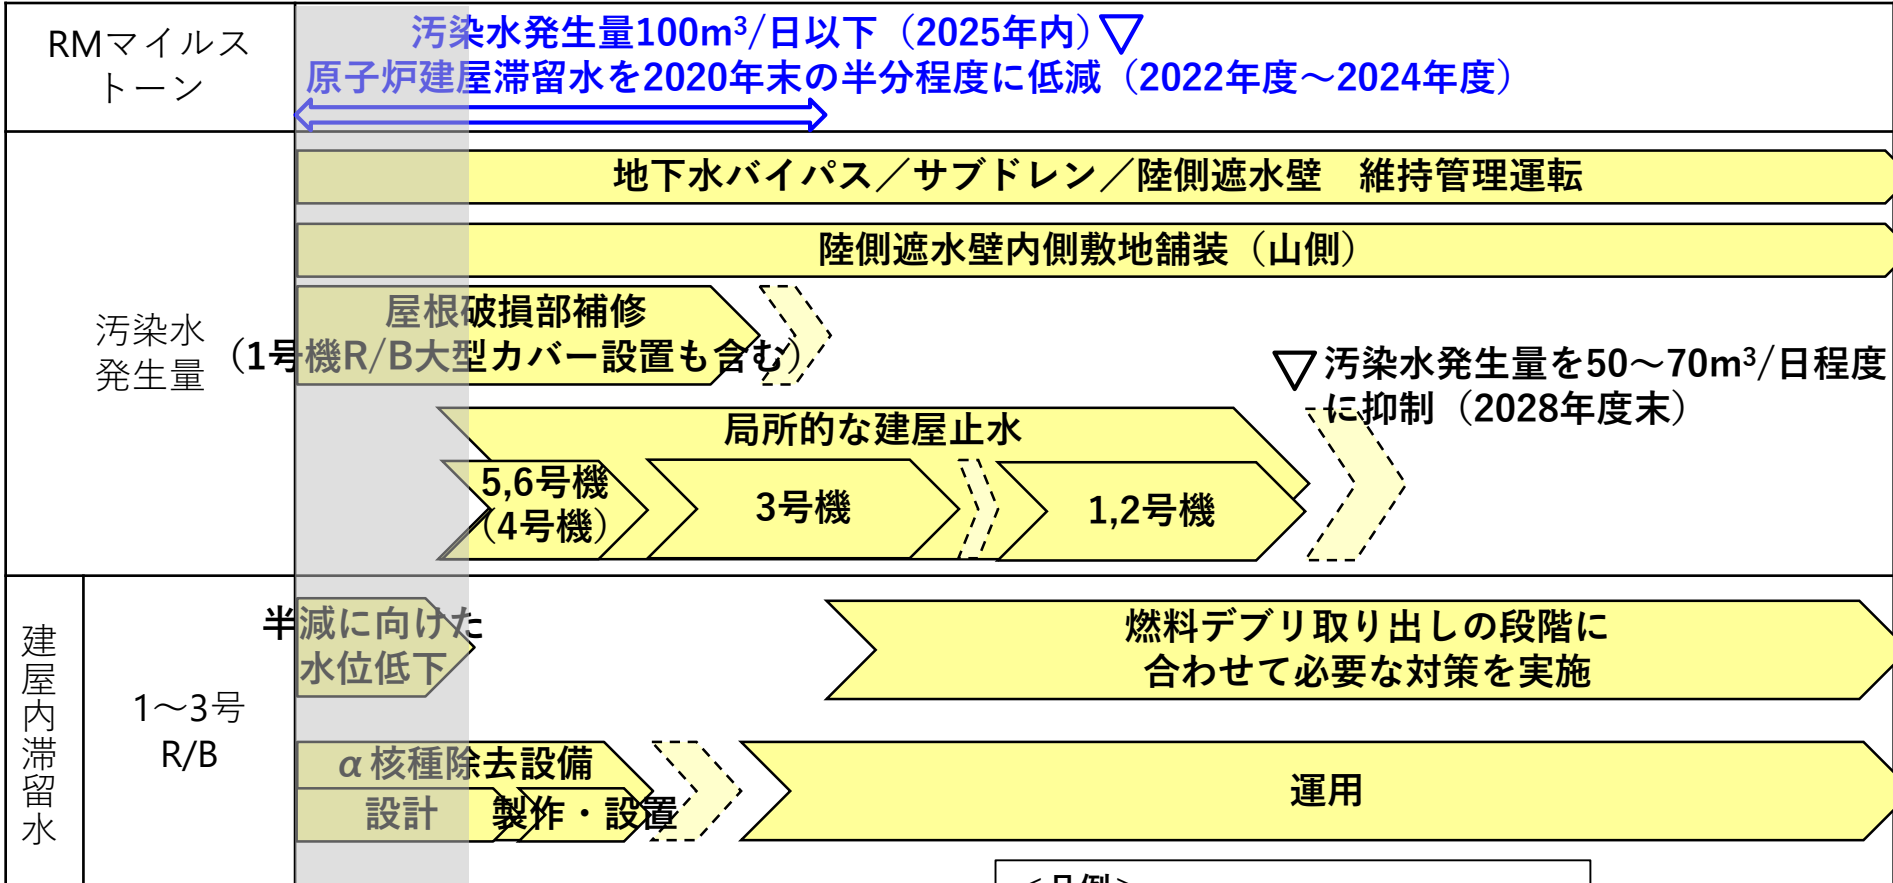 RMマイルス
トーン
汚染水発生量100m³/日以下（2025年内）▽
原子炉建屋滞留水を2020年末の半分程度に低減（2022年度～2024年度）
汚染水
発生量
地下水バイパス／サブドレン／陸側遮水壁　維持管理運転
陸側遮水壁内側敷地舗装（山側）
屋根破損部補修
（1号機R/B大型カバー設置も含む）
▽汚染水発生量を50～70m³/日程度
に抑制（2028年度末）
局所的な建屋止水
5,6号機
（4号機）
3号機
1,2号機
建屋内滞留水
1～3号
R/B
半減に向けた
水位低下
燃料デブリ取り出しの段階に
合わせて必要な対策を実施
α核種除去設備
設計
製作・設置
運用
＜凡例＞